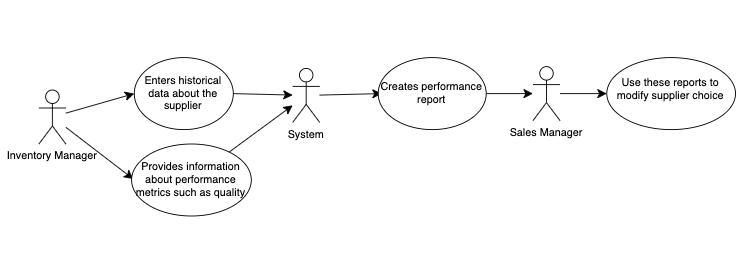 Enters historical
data about the
supplier
Inventory Manager
Provides information
about performance
metrics such as quality
System
Creates performance
report
Sales Manager
Use these reports to
modify supplier choice